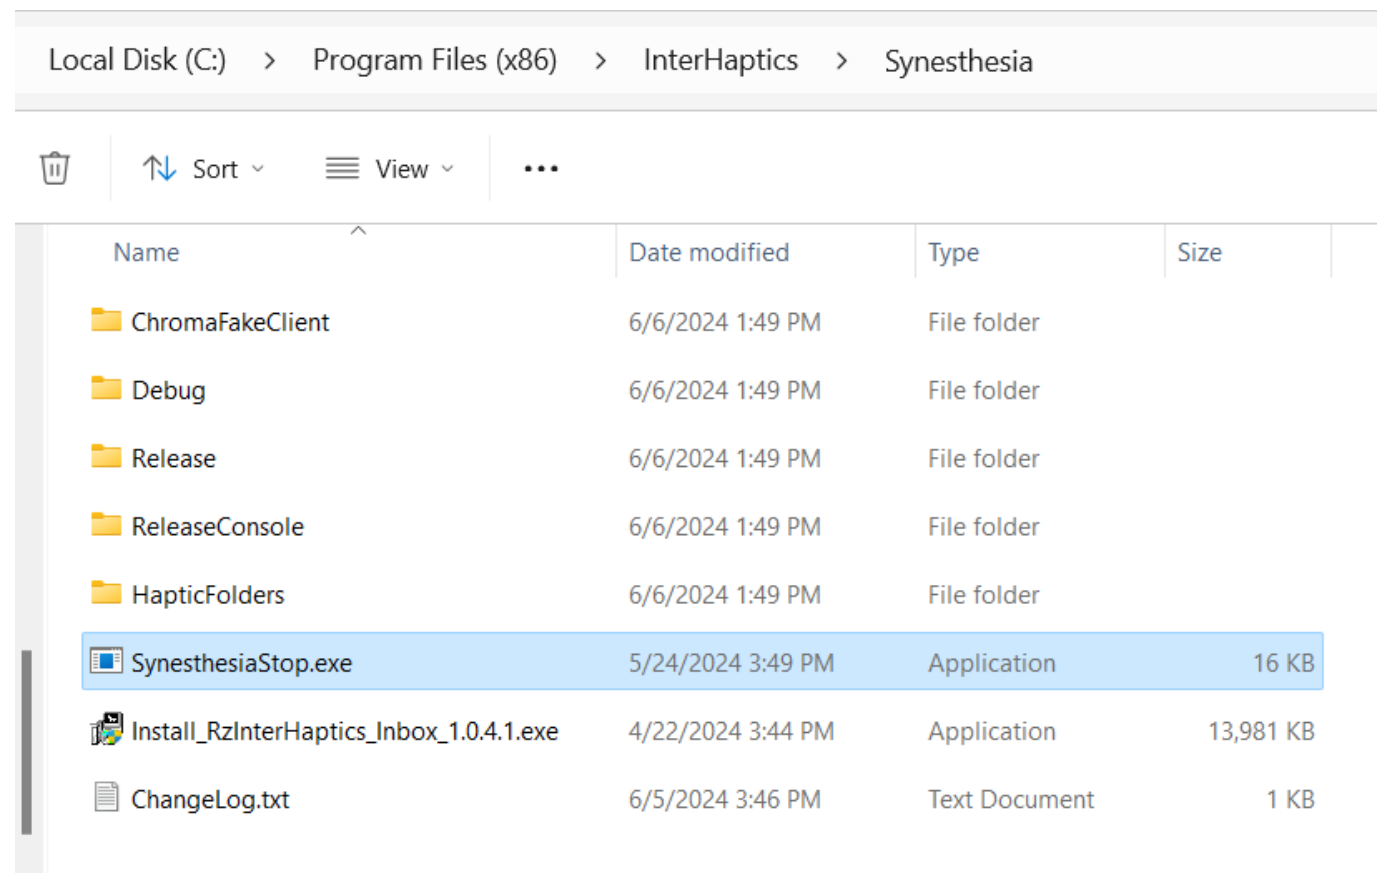 Local Disk (C:) > Program Files (x86) > InterHaptics > Synesthesia
Sort View ...
Name Date modified Type Size
ChromaFakeClient 6/6/2024 1:49 PM File folder
Debug 6/6/2024 1:49 PM File folder
Release 6/6/2024 1:49 PM File folder
ReleaseConsole 6/6/2024 1:49 PM File folder
HapticFolders 6/6/2024 1:49 PM File folder
SynesthesiaStop.exe 5/24/2024 3:49 PM Application 16 KB
Install_RzInterHaptics_Inbox_1.0.4.1.exe 4/22/2024 3:44 PM Application 13,981 KB
ChangeLog.txt 6/5/2024 3:46 PM Text Document 1 KB